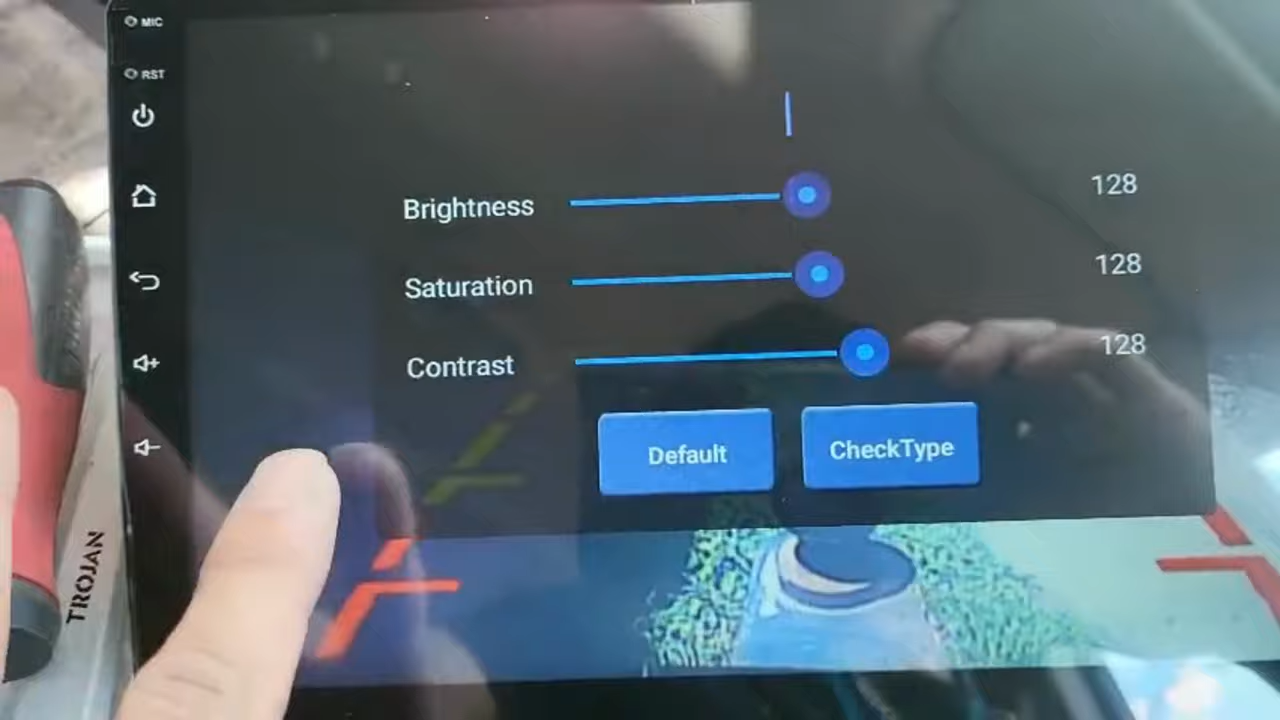 MIC
RST
Brightness 128
Saturation 128
Contrast 128
Default CheckType
TROJAN